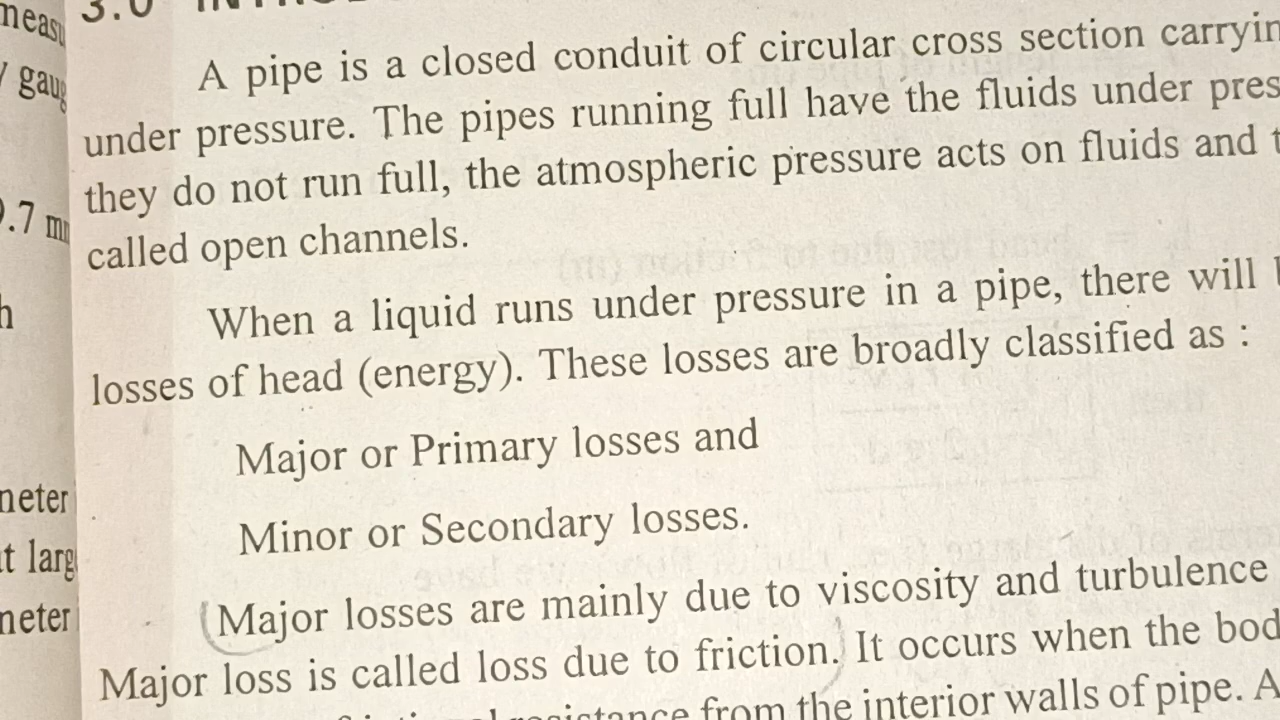 3.0
A pipe is a closed conduit of circular cross section
under pressure. The pipes running full have the fluids under
they do not run full, the atmospheric pressure acts on fluids and
called open channels.
When a liquid runs under pressure in a pipe, there will
losses of head (energy). These losses are broadly classified as :
Major or Primary losses and
Minor or Secondary losses.
Major losses are mainly due to viscosity and turbulence
Major loss is called loss due to friction. It occurs when the
from the interior walls of pipe.
.7
neter
t
neter